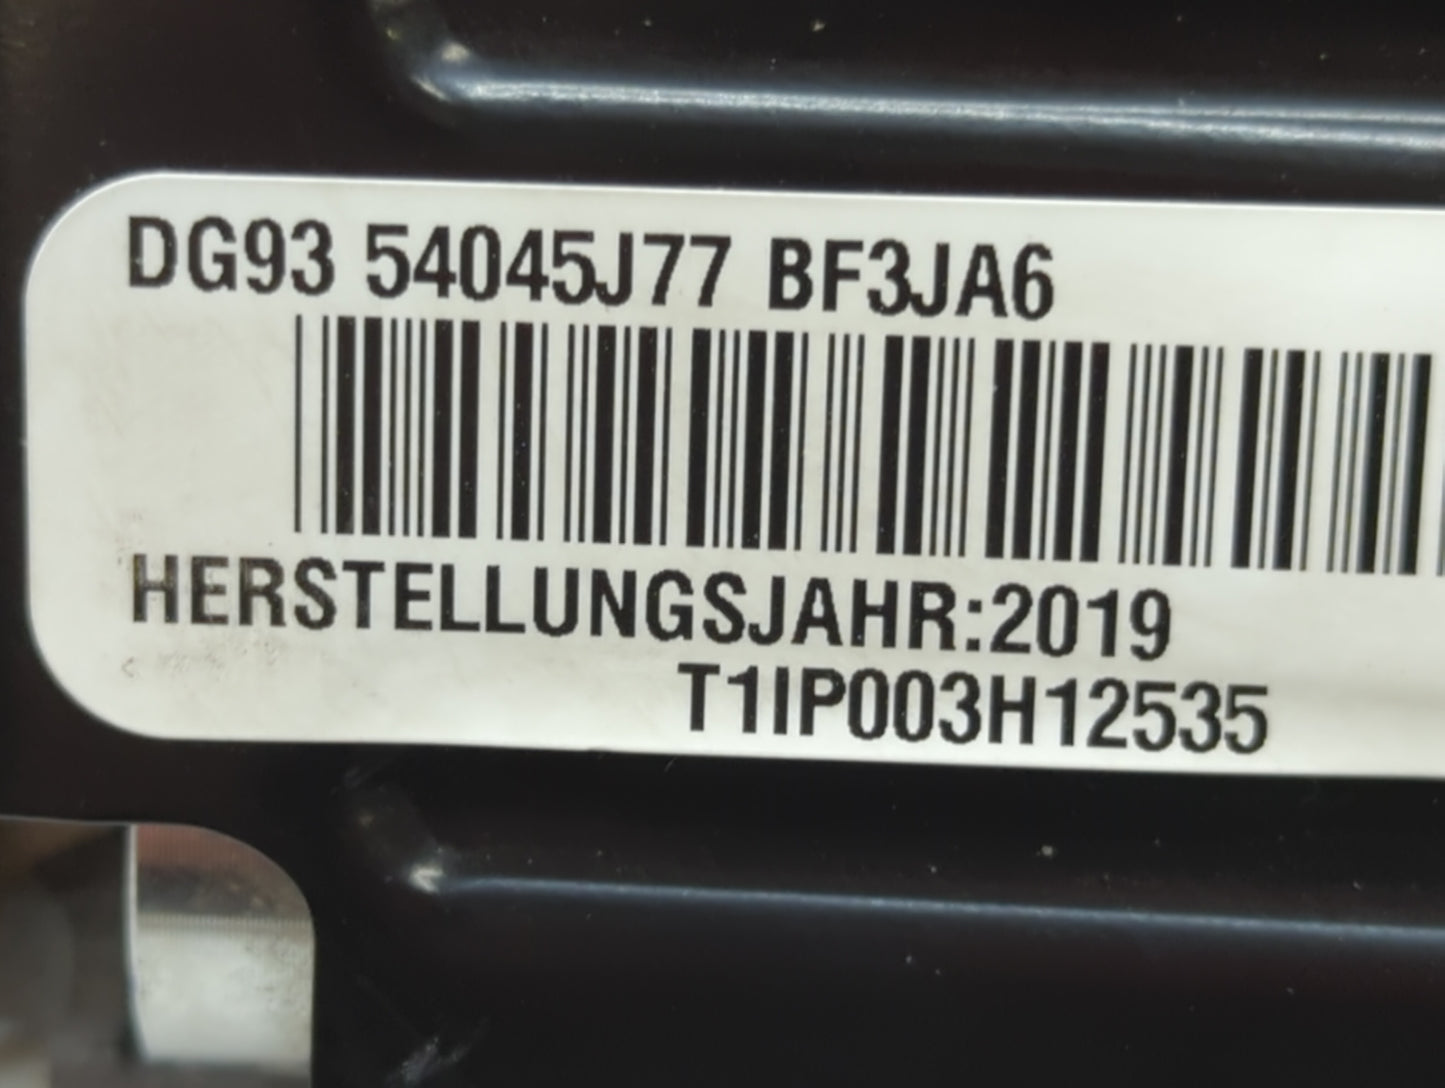 DG93 54045J77 BF3JA6
HERSTELLUNGSJAHR:2019
T1IP003H12535